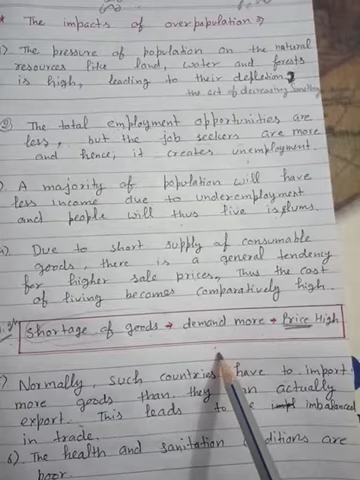 * The impacts of overpopulation
1) The pressure of population on the natural
resources like land, water and forests
is high, leading to their depletion
the act of decreasing something
② The total employment opportunities are
less, but the job seekers are more
and hence, it creates unemployment.
) A majority of population will have
less income due to underemployment
and people will thus live is slums.
4) Due to short supply of consumable
goods, there is a general tendency
for higher sale prices, Thus the cost
of living becomes comparatively high.
Shortage of goods → demand more → Price High
5) Normally, such countries have to import
more goods than they can actually
export. This leads to imbalanced
in trade.
6) The health and sanitation conditions are
poor.